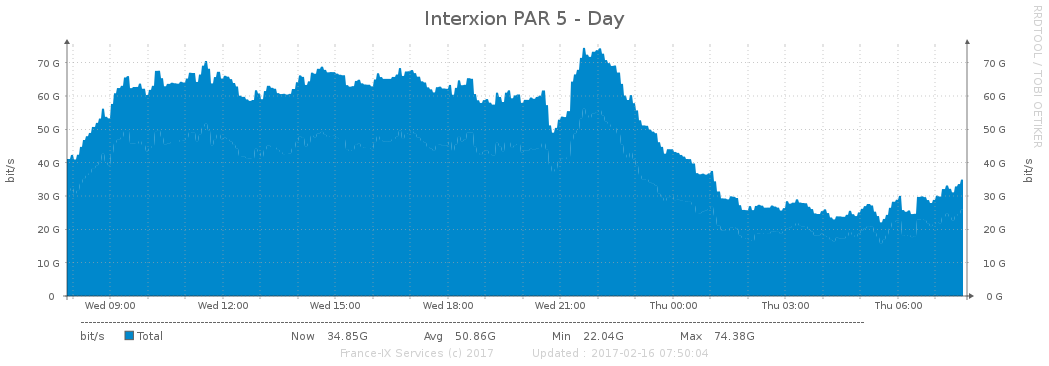 Interxion PAR 5 - Day
RRDTOOL / TOBI OETIKER
bit/s
70 G
60 G
50 G
40 G
30 G
20 G
10 G
0
70 G
60 G
50 G
40 G
30 G
20 G
10 G
0 G
bit/s
Wed 09:00 Wed 12:00 Wed 15:00 Wed 18:00 Wed 21:00 Thu 00:00 Thu 03:00 Thu 06:00
bit/s Total Now 34.85G Avg 50.86G Min 22.04G Max 74.38G
France-IX Services (c) 2017 Updated : 2017-02-16 07:50:04